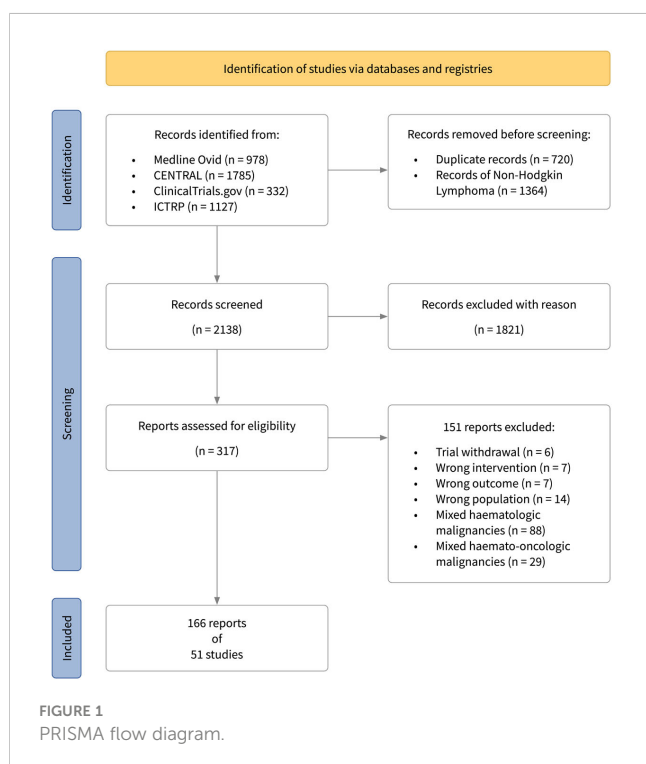 Identification of studies via databases and registries
Identification
Records identified from:
• Medline Ovid (n = 978)
• CENTRAL (n = 1785)
• ClinicalTrials.gov (n = 332)
• ICTRP (n = 1127)
Records removed before screening:
• Duplicate records (n = 720)
• Records of Non-Hodgkin
Lymphoma (n = 1364)
Screening
Records screened
(n = 2138)
Records excluded with reason
(n = 1821)
Reports assessed for eligibility
(n = 317)
151 reports excluded:
• Trial withdrawal (n = 6)
• Wrong intervention (n = 7)
• Wrong outcome (n = 7)
• Wrong population (n = 14)
• Mixed haematologic
malignancies (n = 88)
• Mixed haemato-oncologic
malignancies (n = 29)
Included
166 reports
of
51 studies
FIGURE 1
PRISMA flow diagram.